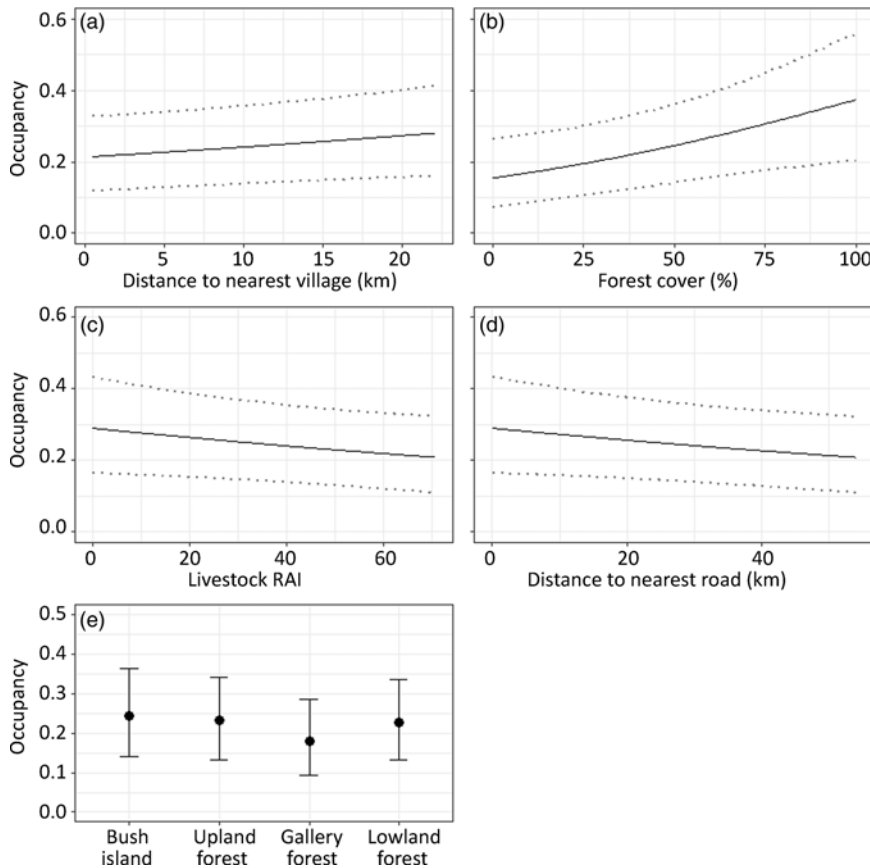 (a)
0.6
0.4
0.2
0.0
Occupancy
0 5 10 15 20
Distance to nearest village (km)
(b)
0 25 50 75 100
Forest cover (%)
(c)
0.6
0.4
0.2
0.0
Occupancy
0 20 40 60
Livestock RAI
(d)
0 20 40
Distance to nearest road (km)
(e)
0.5
0.4
0.3
0.2
0.1
0.0
Occupancy
Bush island
Upland forest
Gallery forest
Lowland forest